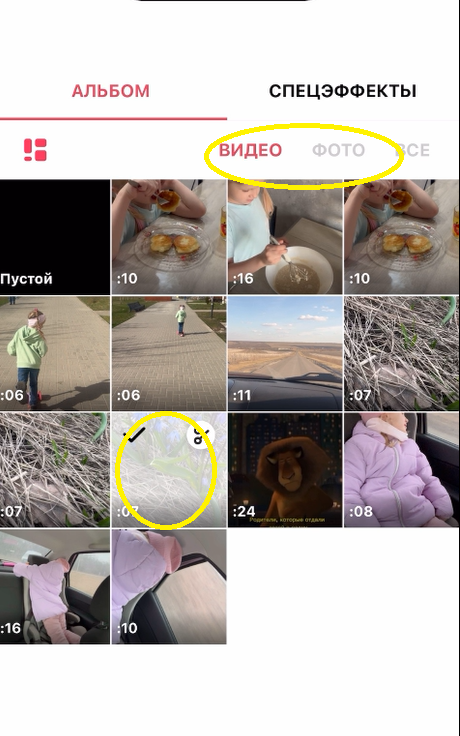 АЛЬБОМ СПЕЦЭФФЕКТЫ
ВИДЕО ФОТО ВСЕ
Пустой :10 :16 :10
:06 :06 :11 :07
:07 :07 :24 :08
Родители, которые отдали
:16 :10